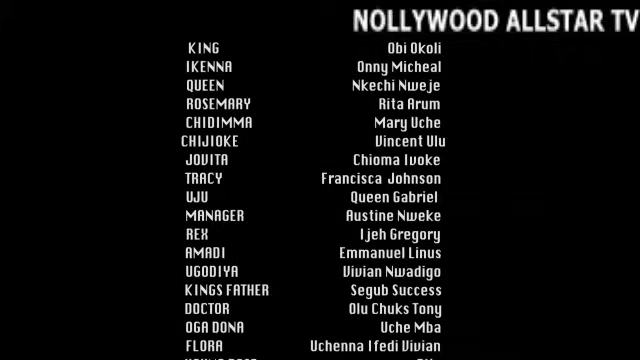 NOLLYWOOD ALLSTAR TV
KING Obi Okoli
IKENNA Onny Micheal
QUEEN Nkechi Nweje
ROSEMARY Rita Arum
CHIDIMMA Mary Uche
CHIJIOKE Vincent Ulu
JOVITA Chioma Ivoke
TRACY Francisca Johnson
UJU Queen Gabriel
MANAGER Austine Nweke
REX Ijeh Gregory
AMADI Emmanuel Linus
UGODIYA Vivian Nwadigo
KINGS FATHER Segub Success
DOCTOR Olu Chuks Tony
OGA DONA Uche Mba
FLORA Uchenna Ifedi Vivian